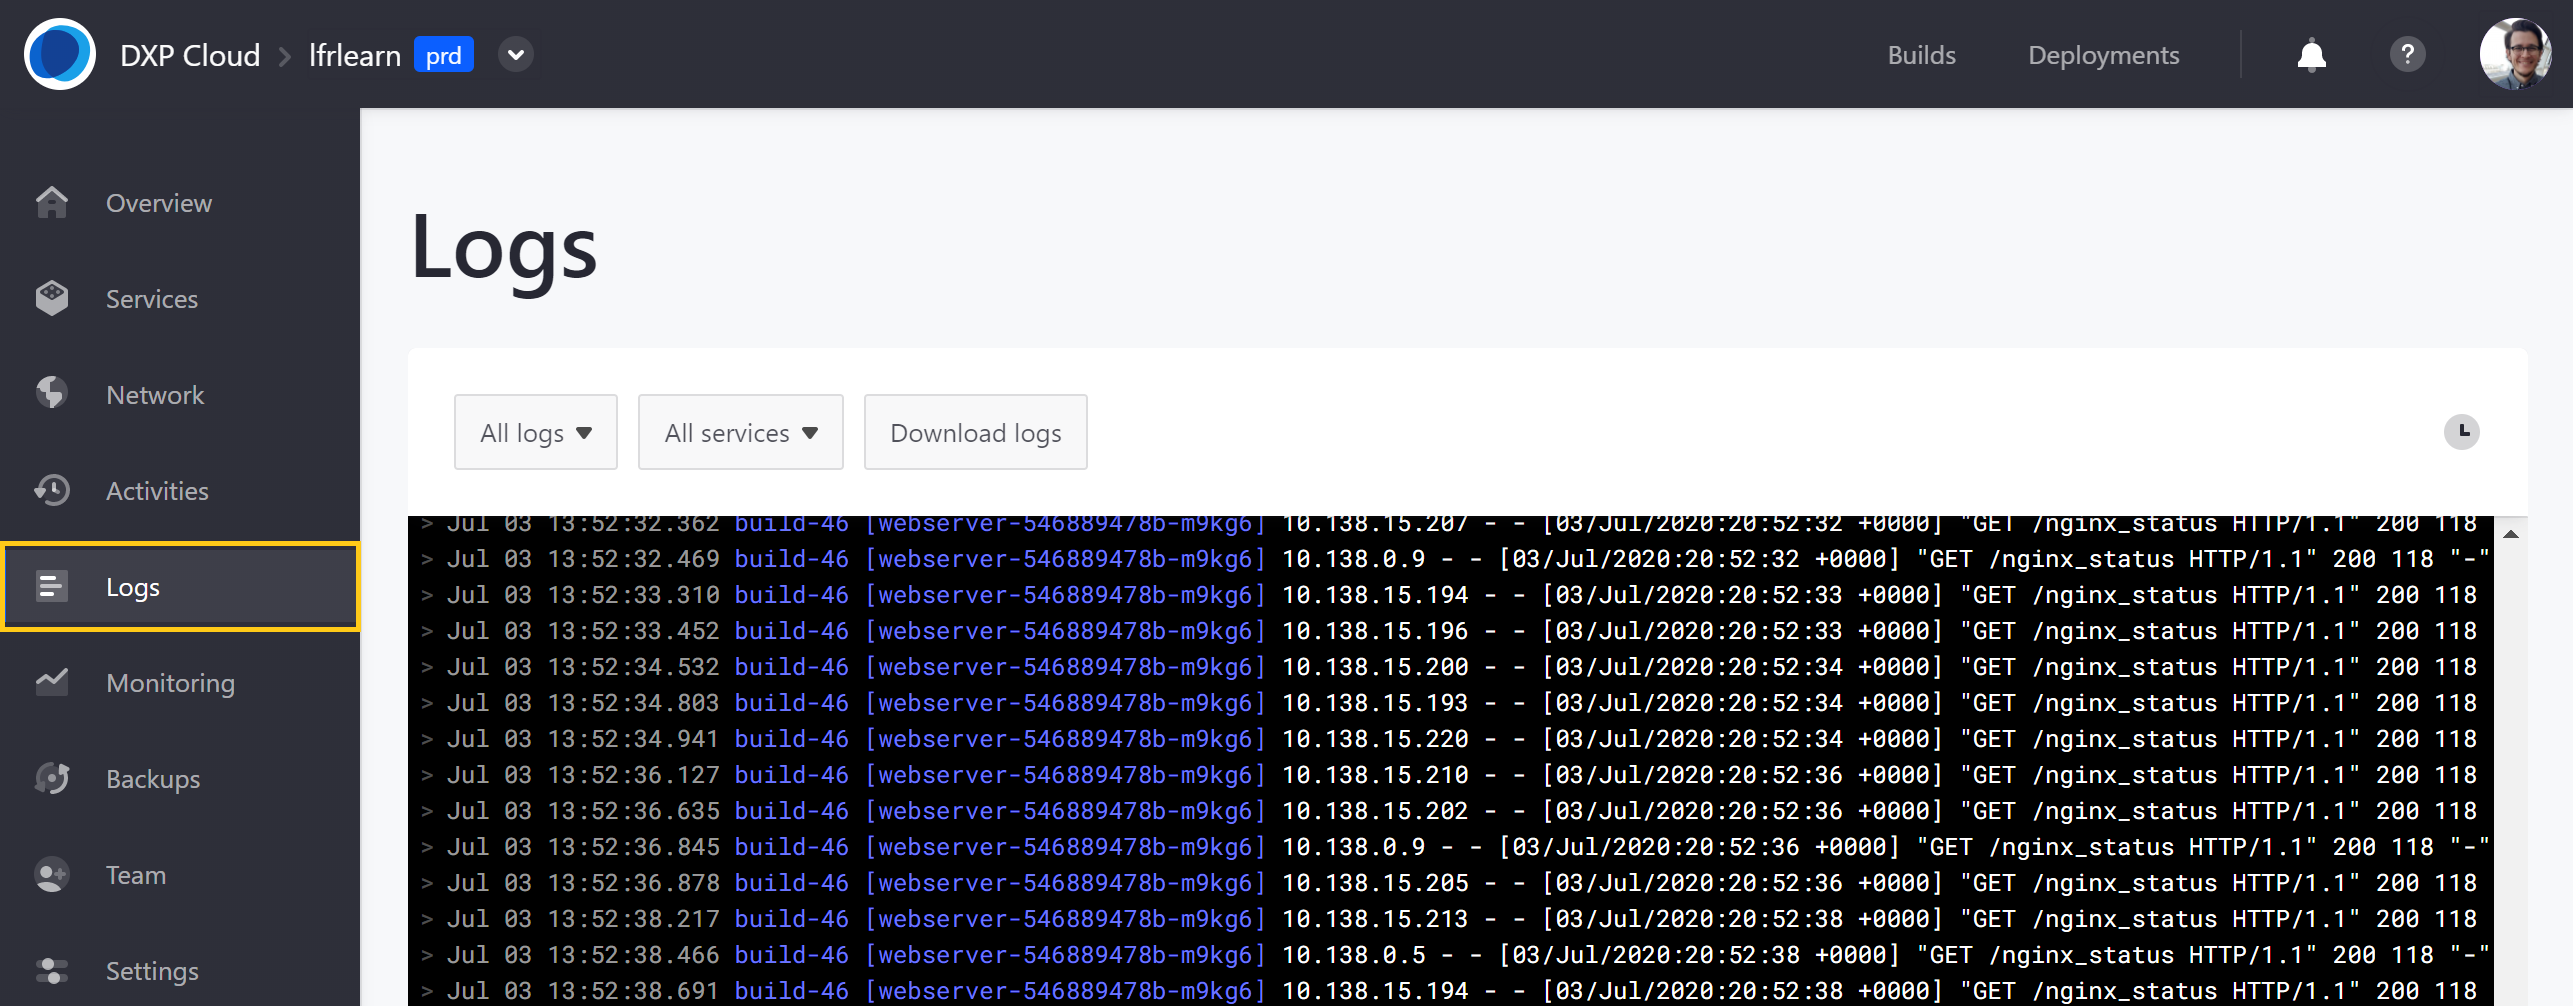 DXP Cloud > lfrlearn prd
Builds
Deployments
?
Overview
Services
Network
Activities
Logs
Monitoring
Backups
Team
Settings
Logs
All logs
All services
Download logs
> Jul 03 13:52:32.362 build-46 [webserver-546889478b-m9kg6] 10.138.15.207 - - [03/Jul/2020:20:52:32 +0000] "GET /nginx_status HTTP/1.1" 200 118
> Jul 03 13:52:32.469 build-46 [webserver-546889478b-m9kg6] 10.138.0.9 - - [03/Jul/2020:20:52:32 +0000] "GET /nginx_status HTTP/1.1" 200 118 "-"
> Jul 03 13:52:33.310 build-46 [webserver-546889478b-m9kg6] 10.138.15.194 - - [03/Jul/2020:20:52:33 +0000] "GET /nginx_status HTTP/1.1" 200 118
> Jul 03 13:52:33.452 build-46 [webserver-546889478b-m9kg6] 10.138.15.196 - - [03/Jul/2020:20:52:33 +0000] "GET /nginx_status HTTP/1.1" 200 118
> Jul 03 13:52:34.532 build-46 [webserver-546889478b-m9kg6] 10.138.15.200 - - [03/Jul/2020:20:52:34 +0000] "GET /nginx_status HTTP/1.1" 200 118
> Jul 03 13:52:34.803 build-46 [webserver-546889478b-m9kg6] 10.138.15.193 - - [03/Jul/2020:20:52:34 +0000] "GET /nginx_status HTTP/1.1" 200 118
> Jul 03 13:52:34.941 build-46 [webserver-546889478b-m9kg6] 10.138.15.220 - - [03/Jul/2020:20:52:34 +0000] "GET /nginx_status HTTP/1.1" 200 118
> Jul 03 13:52:36.127 build-46 [webserver-546889478b-m9kg6] 10.138.15.210 - - [03/Jul/2020:20:52:36 +0000] "GET /nginx_status HTTP/1.1" 200 118
> Jul 03 13:52:36.635 build-46 [webserver-546889478b-m9kg6] 10.138.15.202 - - [03/Jul/2020:20:52:36 +0000] "GET /nginx_status HTTP/1.1" 200 118
> Jul 03 13:52:36.845 build-46 [webserver-546889478b-m9kg6] 10.138.0.9 - - [03/Jul/2020:20:52:36 +0000] "GET /nginx_status HTTP/1.1" 200 118 "-"
> Jul 03 13:52:36.878 build-46 [webserver-546889478b-m9kg6] 10.138.15.205 - - [03/Jul/2020:20:52:36 +0000] "GET /nginx_status HTTP/1.1" 200 118
> Jul 03 13:52:38.217 build-46 [webserver-546889478b-m9kg6] 10.138.15.213 - - [03/Jul/2020:20:52:38 +0000] "GET /nginx_status HTTP/1.1" 200 118
> Jul 03 13:52:38.466 build-46 [webserver-546889478b-m9kg6] 10.138.0.5 - - [03/Jul/2020:20:52:38 +0000] "GET /nginx_status HTTP/1.1" 200 118 "-"
> Jul 03 13:52:38.691 build-46 [webserver-546889478b-m9kg6] 10.138.15.194 - - [03/Jul/2020:20:52:38 +0000] "GET /nginx_status HTTP/1.1" 200 118